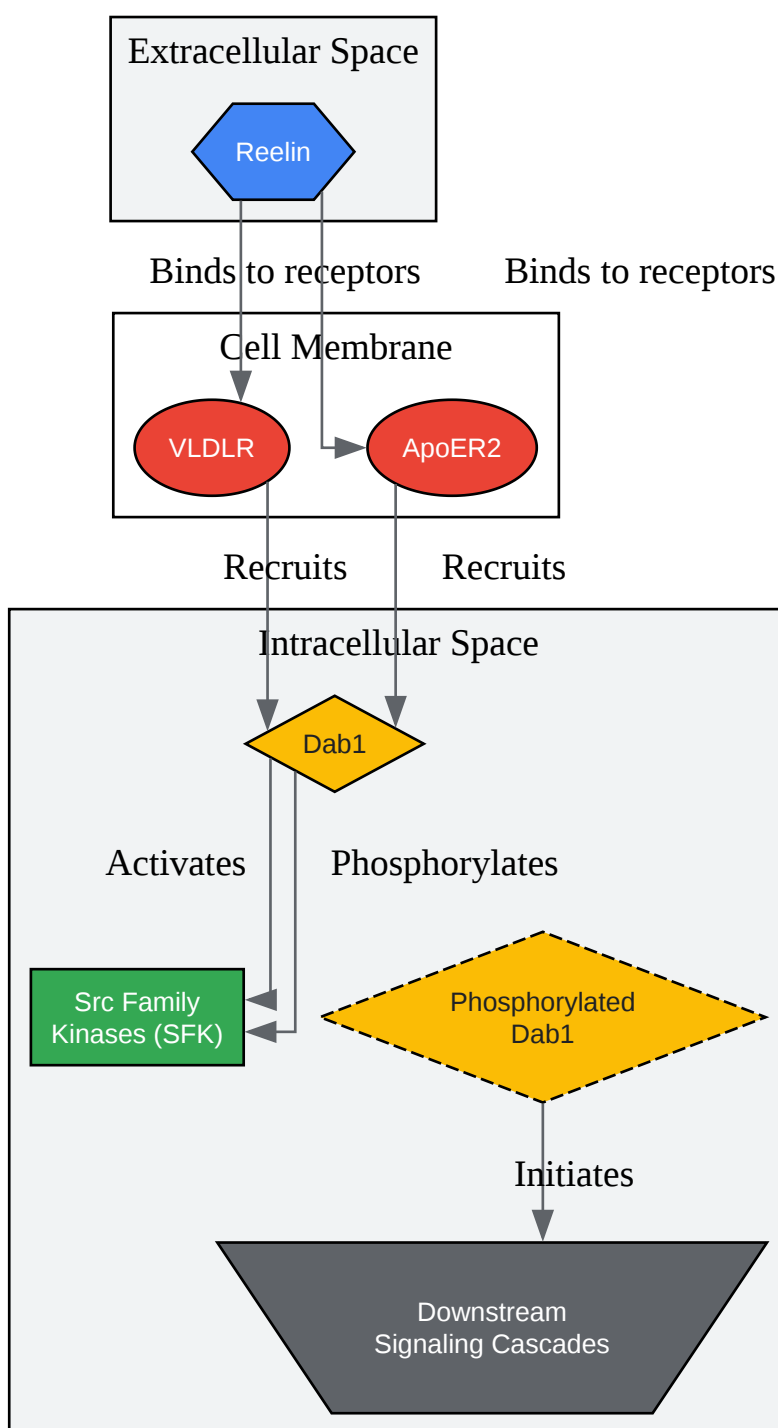 Extracellular Space
Reelin
Binds to receptors
Binds to receptors
Cell Membrane
VLDLR
ApoER2
Recruits
Recruits
Intracellular Space
Dab1
Activates
Phosphorylates
Src Family
Kinases (SFK)
Phosphorylated
Dab1
Initiates
Downstream
Signaling Cascades